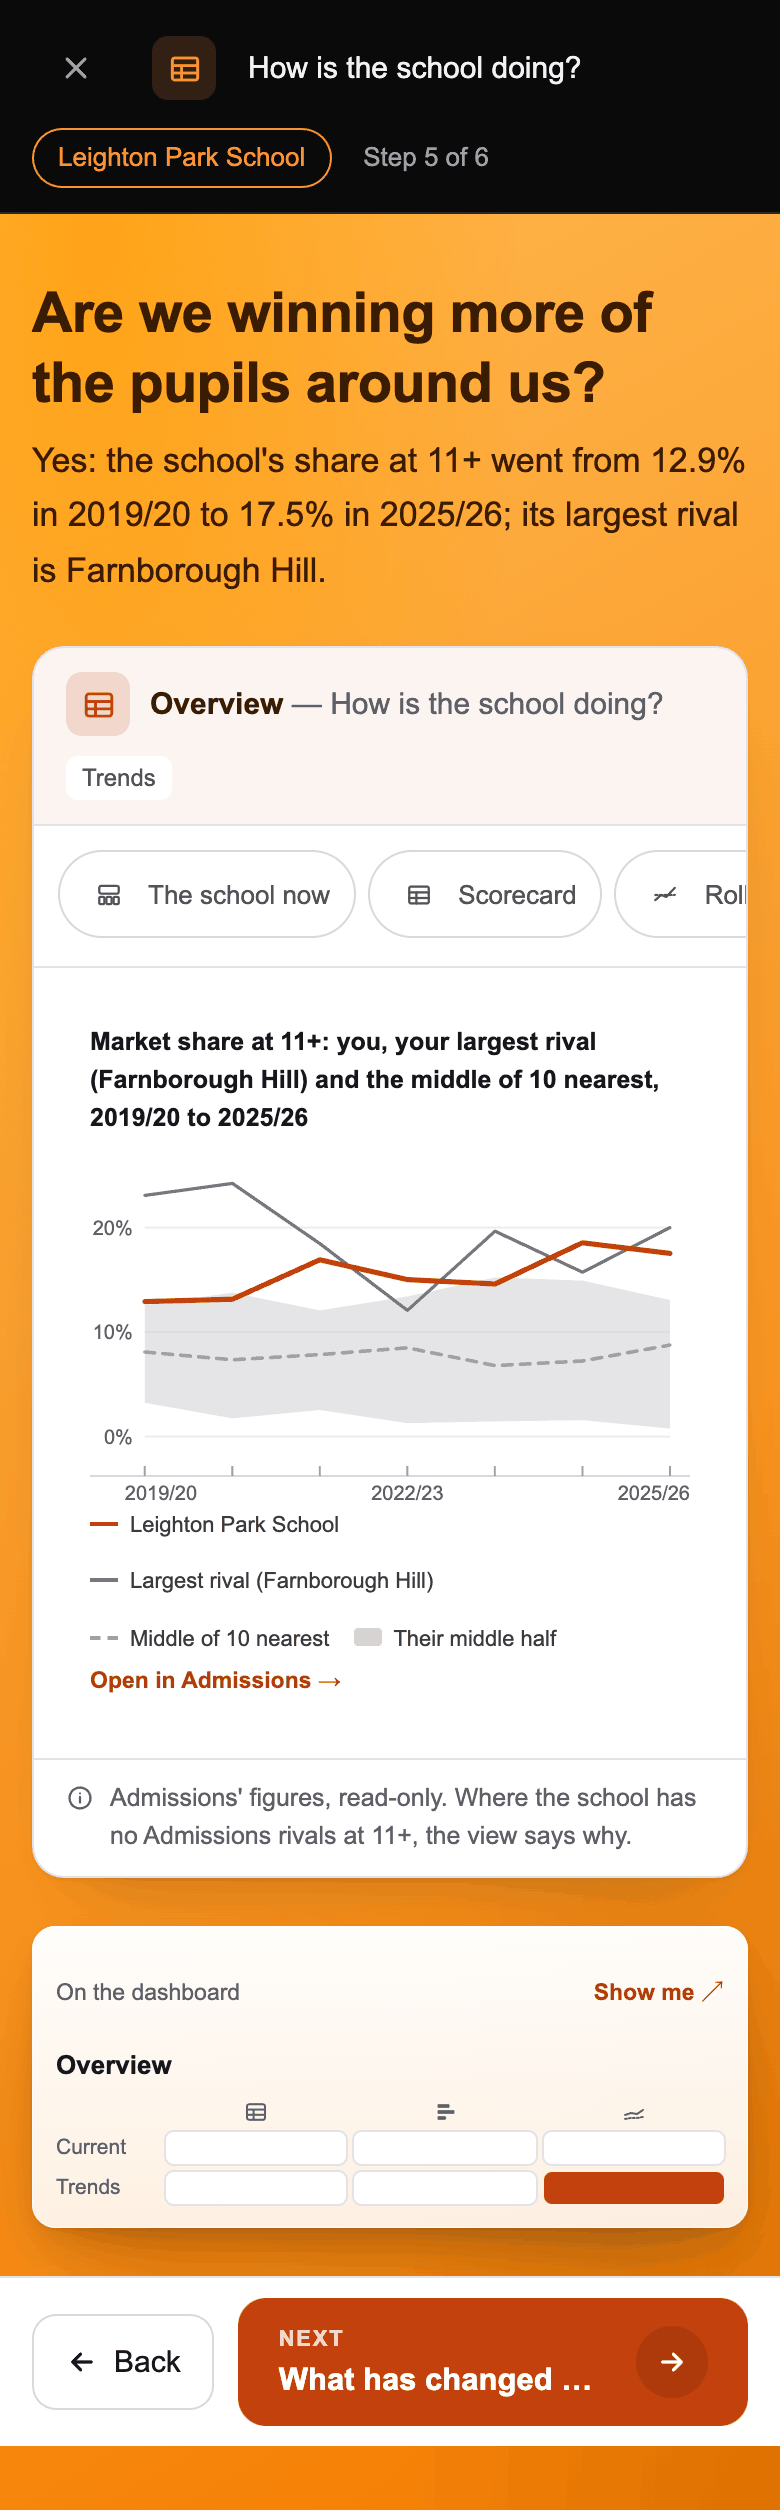 How is the school doing?
Leighton Park School
Step 5 of 6
Are we winning more of
the pupils around us?
Yes: the school's share at 11+ went from 12.9%
in 2019/20 to 17.5% in 2025/26; its largest rival
is Farnborough Hill.
Overview — How is the school doing?
Trends
The school now
Scorecard
Roll
Market share at 11+: you, your largest rival
(Farnborough Hill) and the middle of 10 nearest,
2019/20 to 2025/26
20%
10%
0%
2019/20 2022/23 2025/26
Leighton Park School
Largest rival (Farnborough Hill)
Middle of 10 nearest Their middle half
Open in Admissions →
Admissions' figures, read-only. Where the school has
no Admissions rivals at 11+, the view says why.
On the dashboard
Show me ↗
Overview
Current
Trends
← Back
NEXT
What has changed ... →